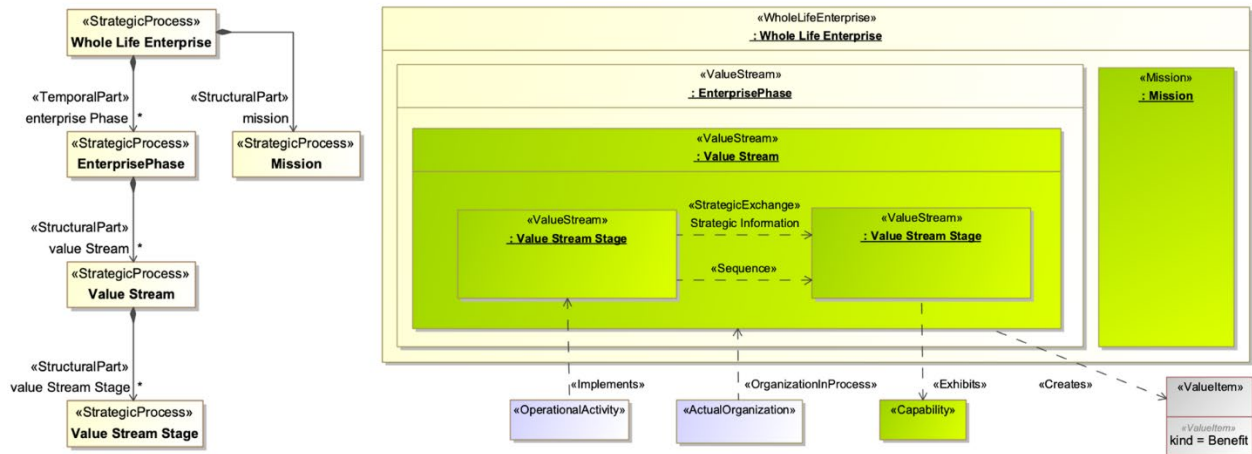 «StrategicProcess»
Whole Life Enterprise
«TemporalPart»
enterprise Phase *
«StructuralPart»
mission
«StrategicProcess»
EnterprisePhase
«StrategicProcess»
Mission
«StructuralPart»
value Stream *
«StrategicProcess»
Value Stream
«StructuralPart»
value Stream Stage *
«StrategicProcess»
Value Stream Stage
«WholeLifeEnterprise»
: Whole Life Enterprise
«ValueStream»
: EnterprisePhase
«Mission»
: Mission
«ValueStream»
: Value Stream
«ValueStream»
: Value Stream Stage
«StrategicExchange»
Strategic Information
«Sequence»
«ValueStream»
: Value Stream Stage
«Implements»
«OrganizationInProcess»
«Exhibits»
«Creates»
«OperationalActivity»
«ActualOrganization»
«Capability»
«ValueItem»
«ValueItem»
kind = Benefit